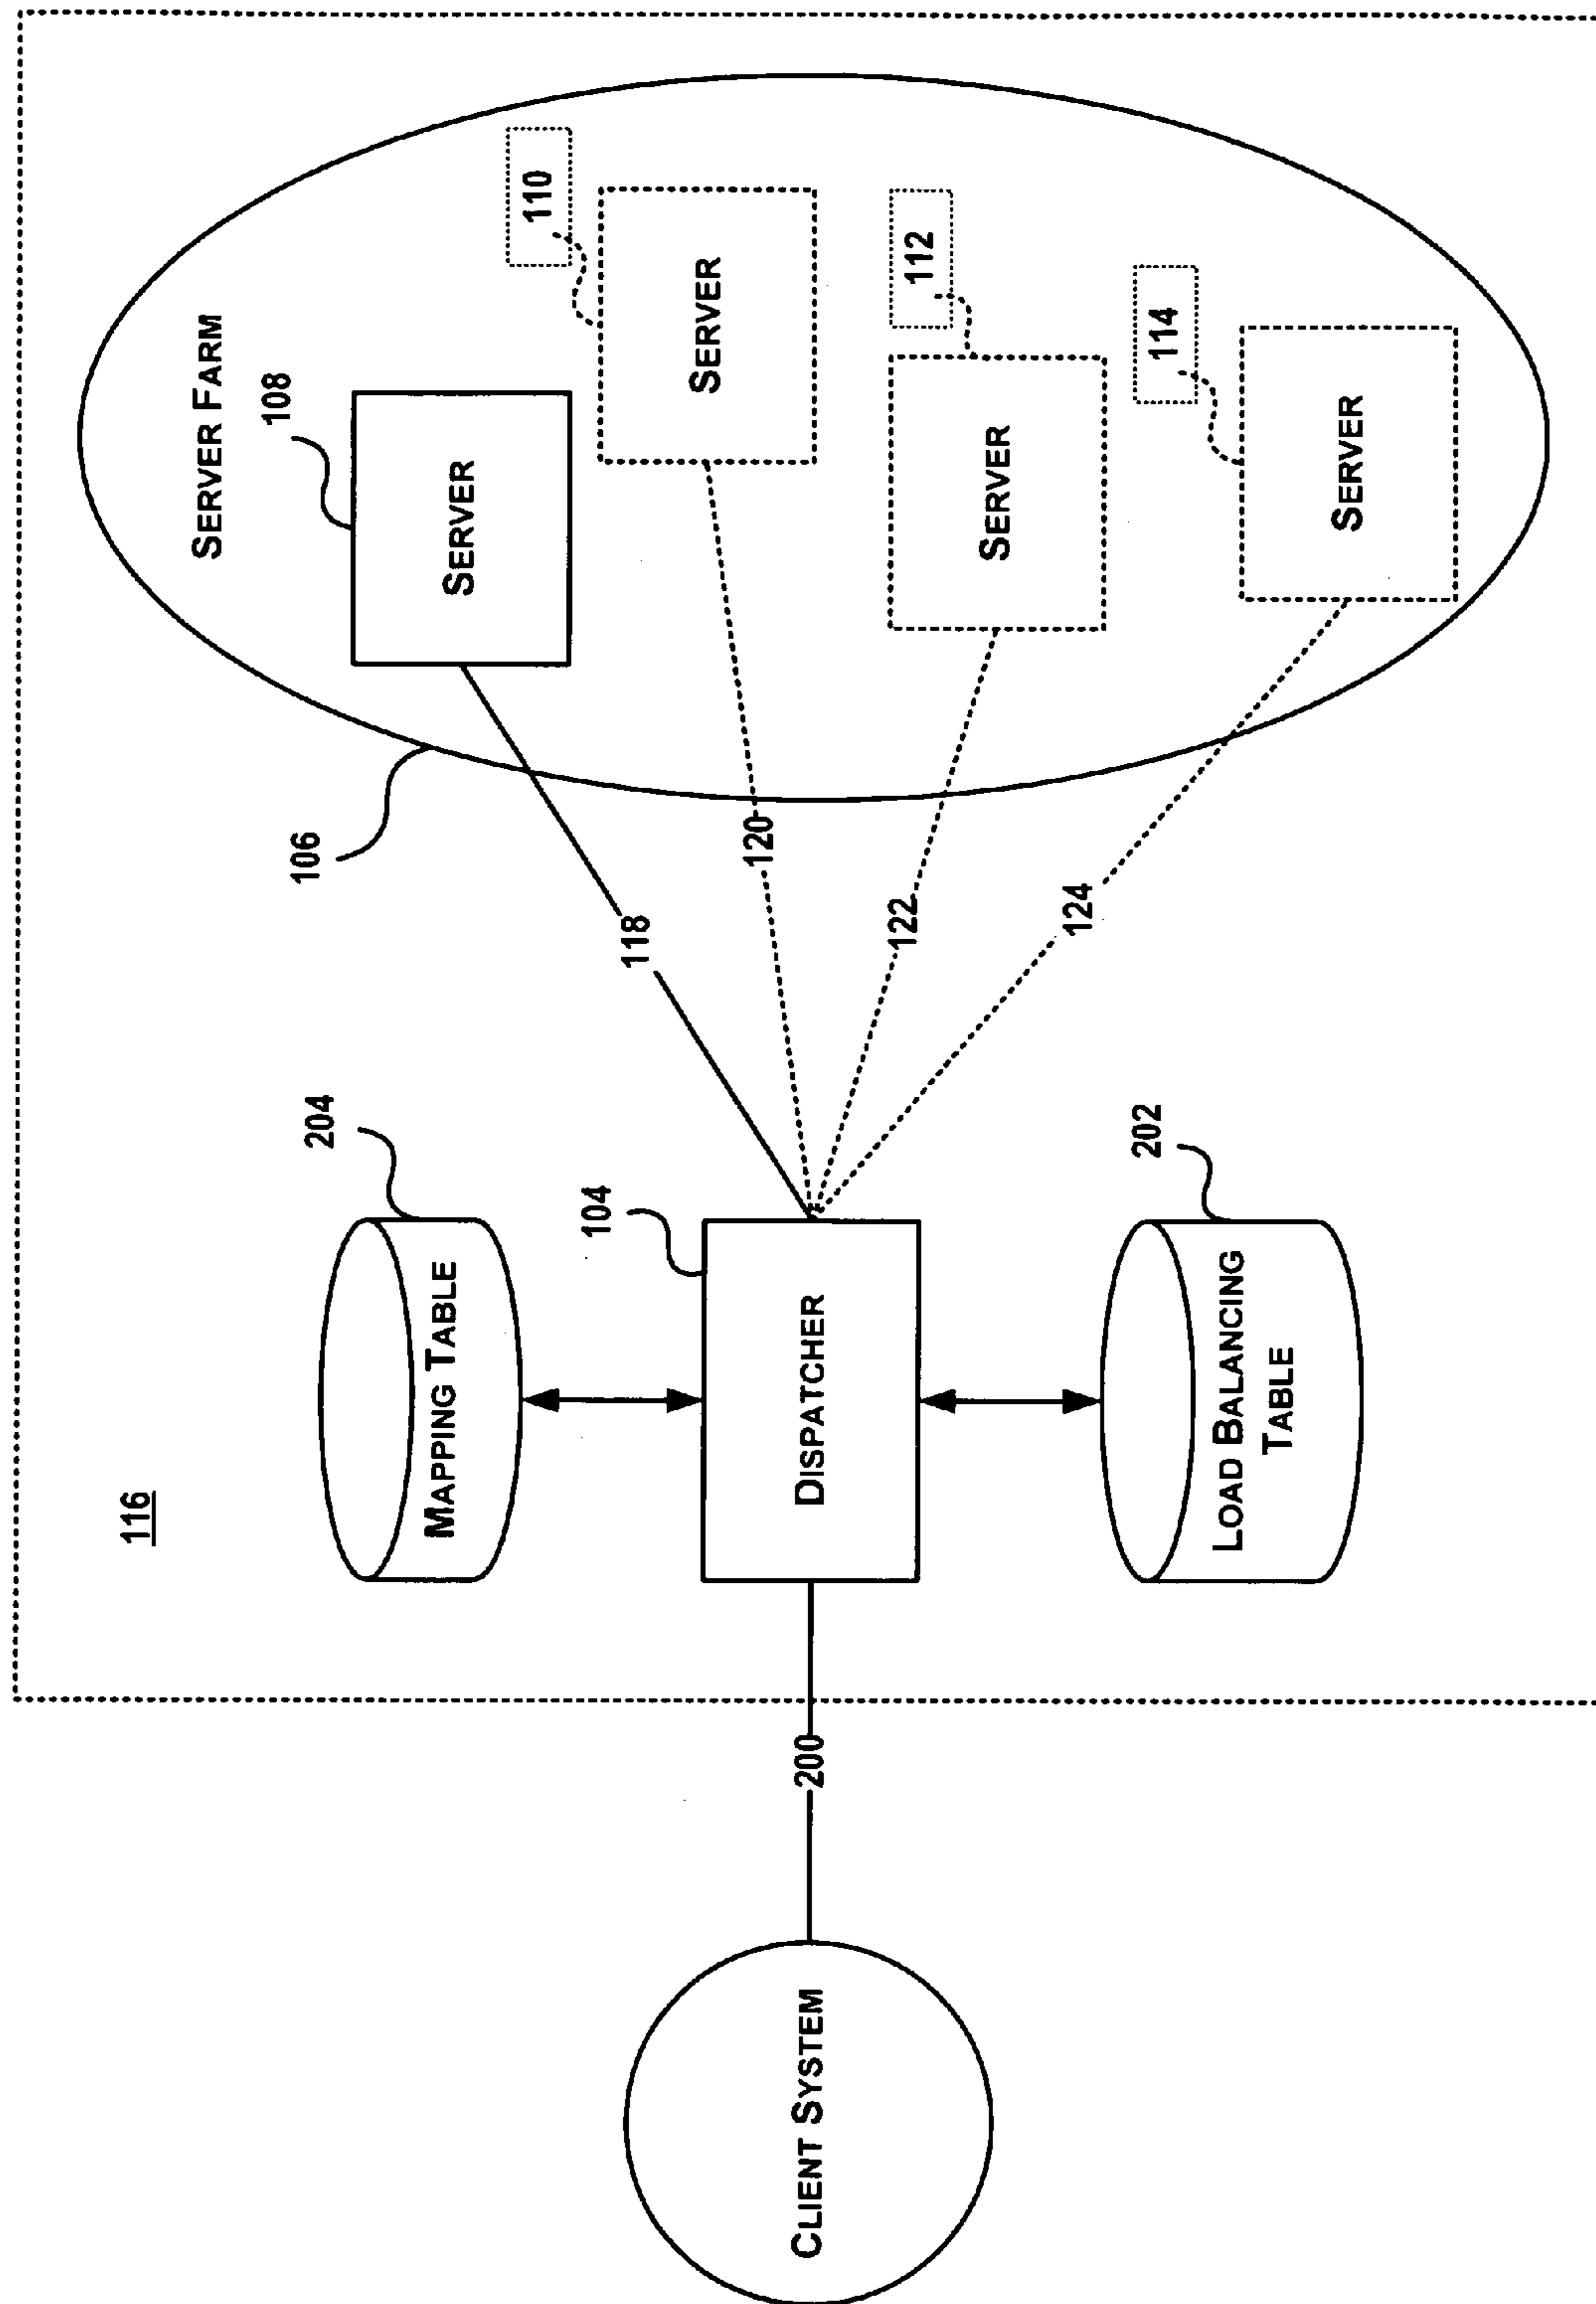 116
SERVER FARM
108
SERVER
204
MAPPING TABLE
106
110
118
SERVER
104
DISPATCHER
120
CLIENT SYSTEM
200
112
122
SERVER
114
124
202
LOAD BALANCING
TABLE
SERVER